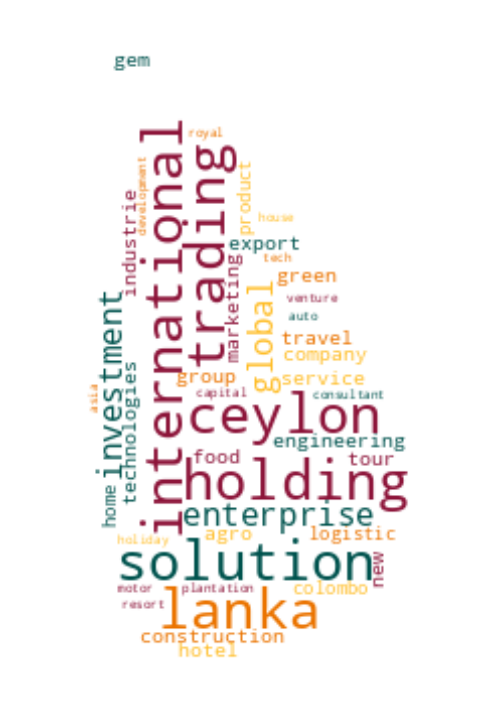 gem
royal
international
trading
development
product
industrie
house
export
tech
marketing
green
global
venture
investment
auto
travel
company
technologies
group
service
asia
capital
consultant
ceylon
engineering
food
tour
holding
home
enterprise
agro
logistic
holiday
solution
new
motor
plantation
colombo
resort
lanka
construction
hotel